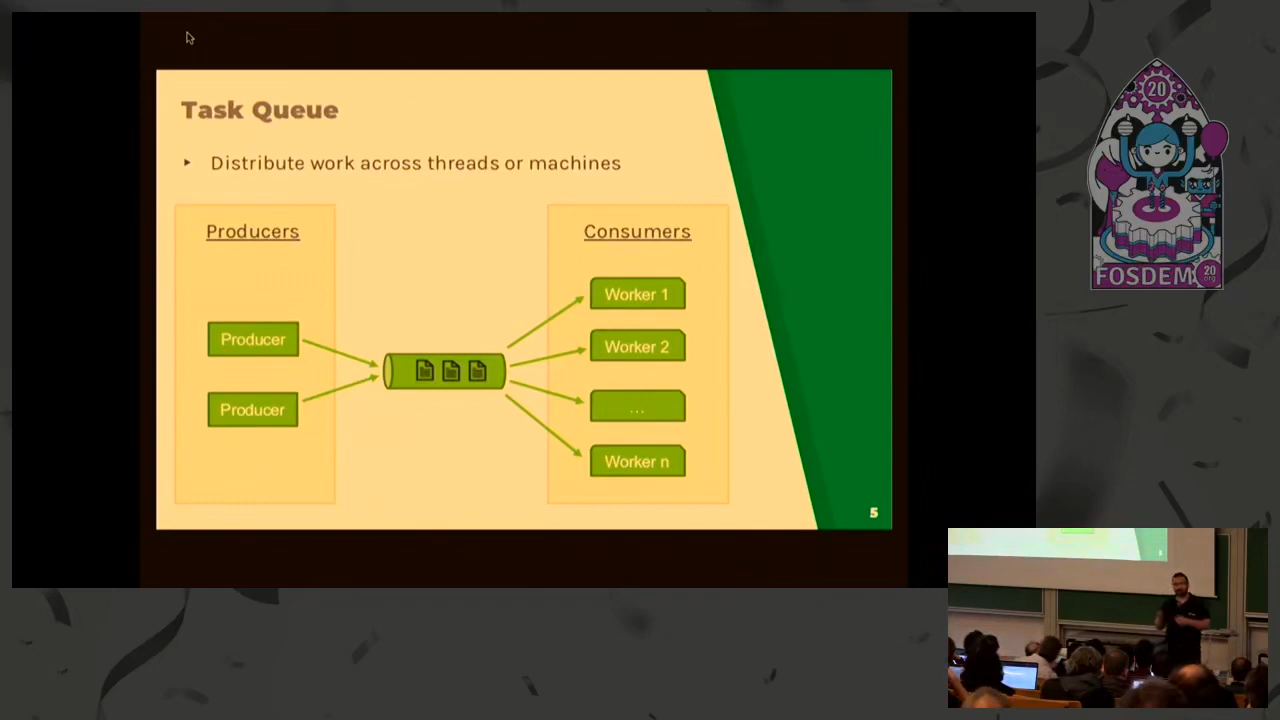 Task Queue
‣ Distribute work across threads or machines
Producers
Consumers
Producer
Producer
Worker 1
Worker 2
...
Worker n
5
20
FOSDEM
20
.org